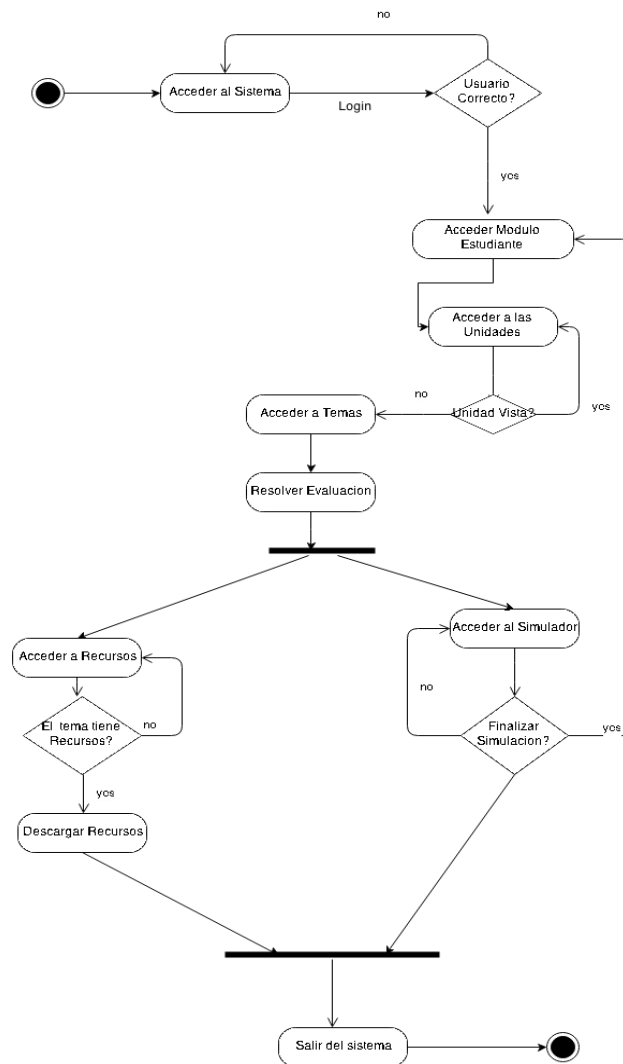 no
Acceder al Sistema
Login
Usuario
Correcto?
yes
Acceder Modulo
Estudiante
Acceder a las
Unidades
no
Acceder a Temas
Unidad Vista?
yes
Resolver Evaluacion
Acceder al Simulador
Acceder a Recursos
no
El tema tiene
Recursos?
no
Finalizar
Simulacion?
yes
yes
Descargar Recursos
Salir del sistema